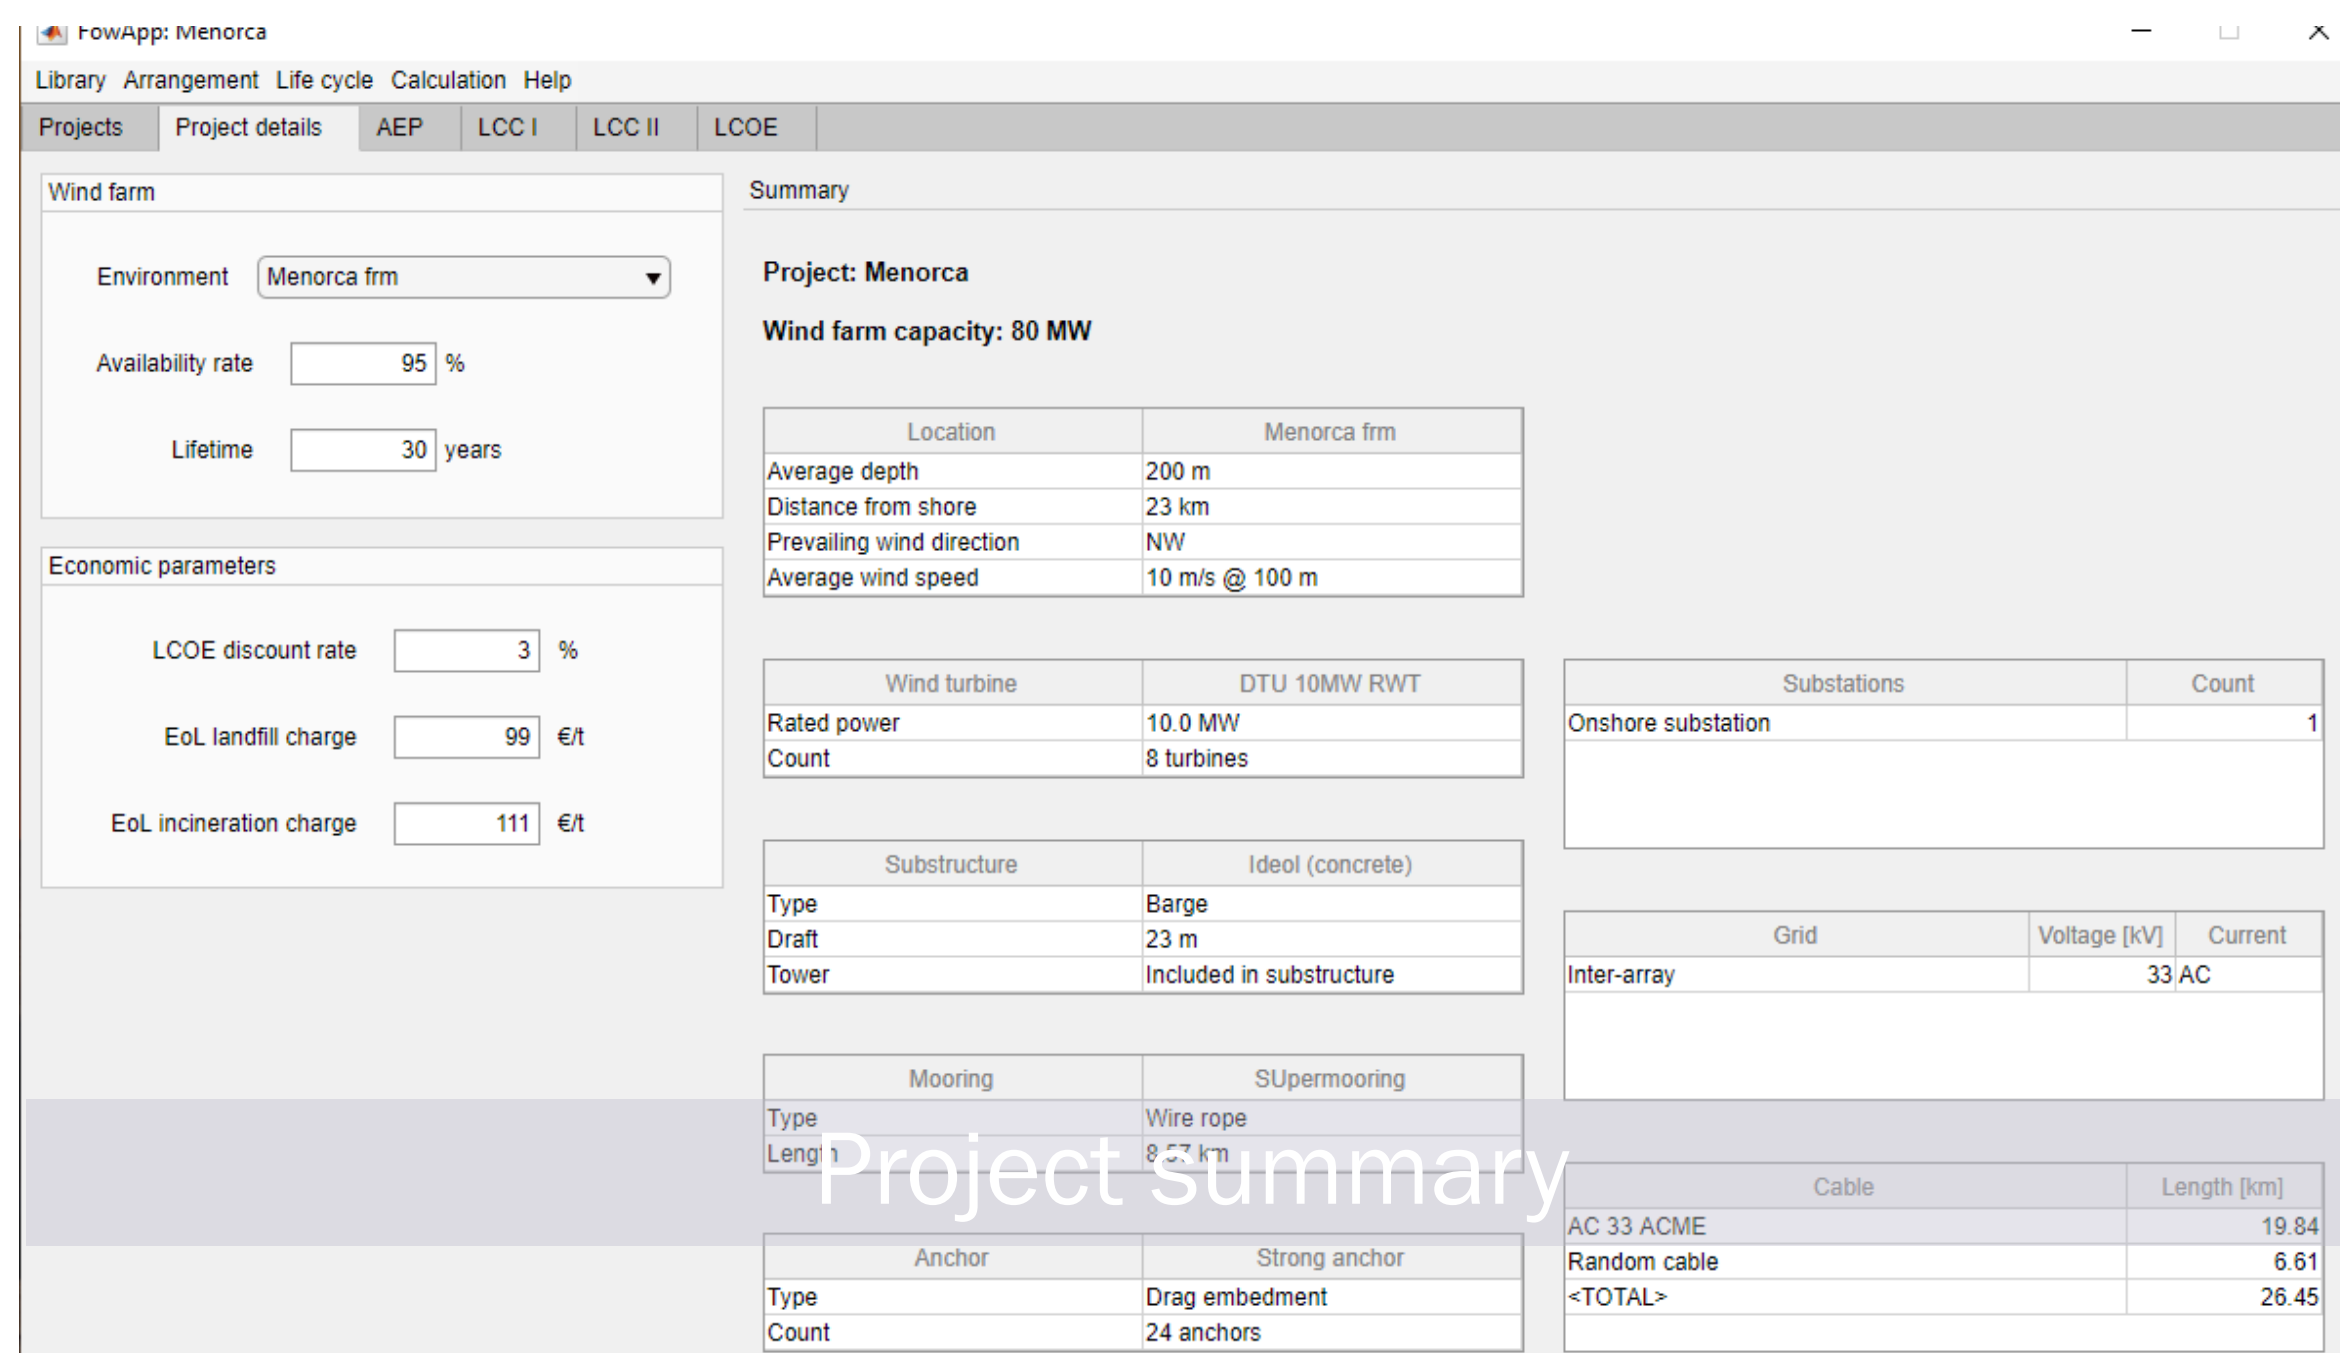 FowApp: Menorca
Library Arrangement Life cycle Calculation Help
Projects Project details AEP LCC I LCC II LCOE
Wind farm
Environment Menorca frm
Availability rate 95 %
Lifetime 30 years
Economic parameters
LCOE discount rate 3 %
EoL landfill charge 99 €/t
EoL incineration charge 111 €/t
Summary
Project: Menorca
Wind farm capacity: 80 MW
Location Menorca frm
Average depth 200 m
Distance from shore 23 km
Prevailing wind direction NW
Average wind speed 10 m/s @ 100 m
Wind turbine DTU 10MW RWT
Rated power 10.0 MW
Count 8 turbines
Substructure Ideol (concrete)
Type Barge
Draft 23 m
Tower Included in substructure
Mooring SUpermooring
Type Wire rope
Length 8.57 km
Anchor Strong anchor
Type Drag embedment
Count 24 anchors
Substations Count
Onshore substation 1
Grid Voltage [kV] Current
Inter-array 33 AC
Cable Length [km]
AC 33 ACME 19.84
Random cable 6.61
<TOTAL> 26.45
Project summary